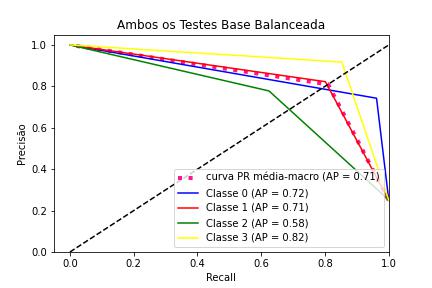 Ambos os Testes Base Balanceada
Precisão
1.0
0.8
0.6
0.4
0.2
0.0
curva PR média-macro (AP = 0.71)
Classe 0 (AP = 0.72)
Classe 1 (AP = 0.71)
Classe 2 (AP = 0.58)
Classe 3 (AP = 0.82)
0.0 0.2 0.4 0.6 0.8 1.0
Recall